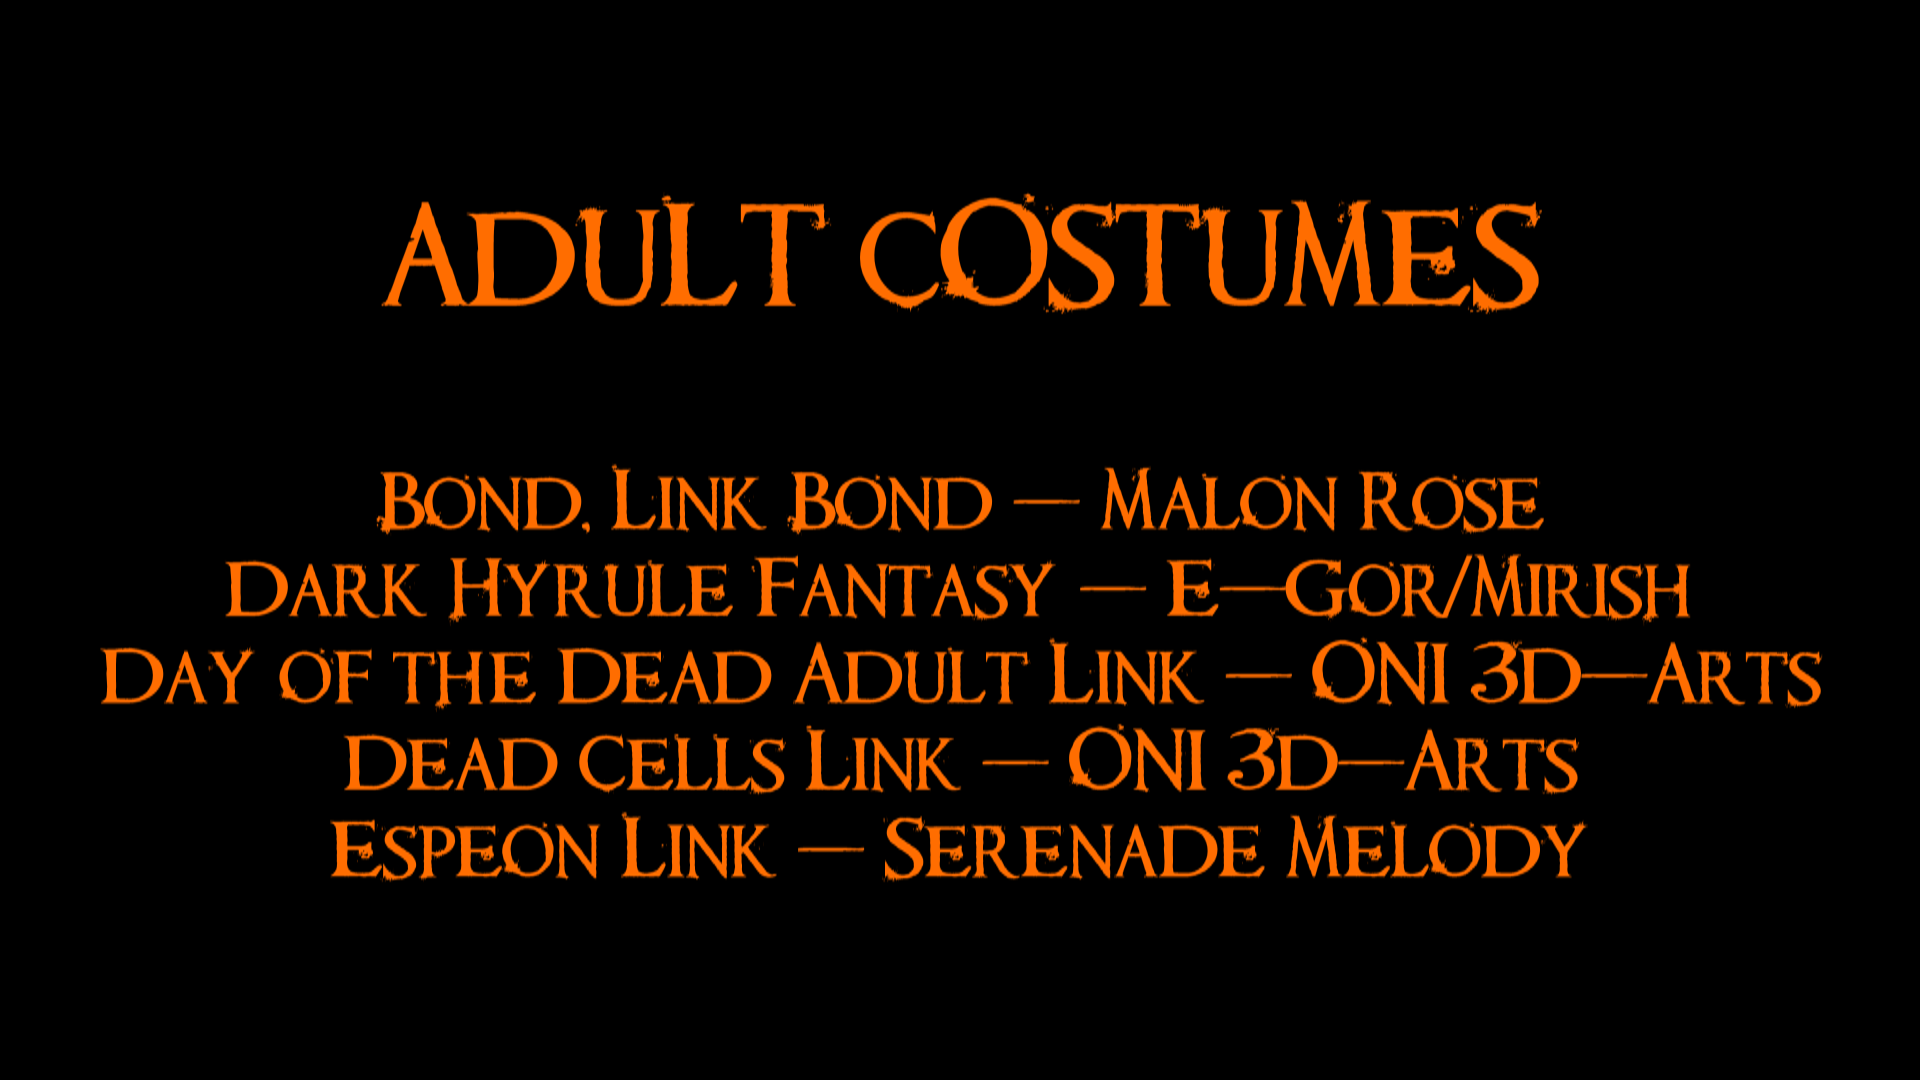 ADULT COSTUMES
Bond, Link Bond – Malon Rose
Dark Hyrule Fantasy – E-Gor/Mirish
Day of the Dead Adult Link – ONI 3D-Arts
Dead Cells Link – ONI 3D-Arts
Espeon Link – Serenade Melody